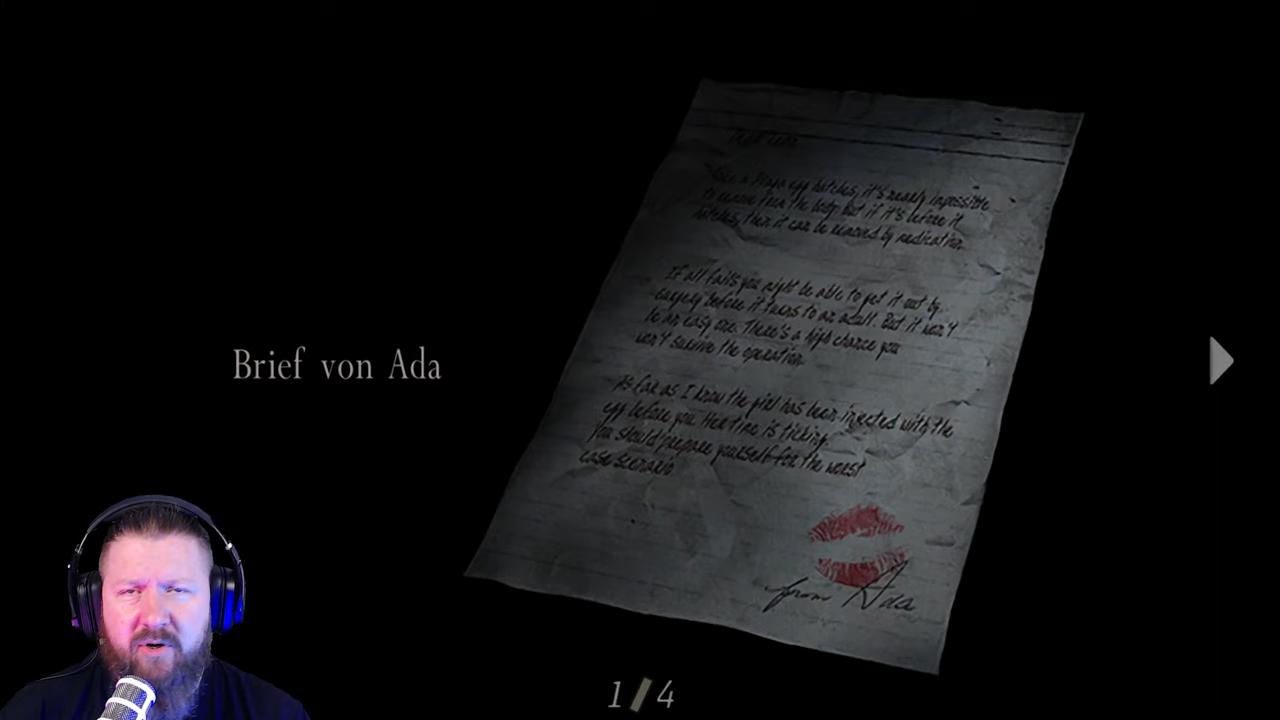 Brief von Ada
Dear Leon
Once a Plaga egg hatches, it's nearly impossible
to remove from the body. But if it's before it
hatches, then it can be removed by medication.
If all fails you might be able to get it out by
surgery before it turns to an adult. But it won't
be an easy one. There's a high chance you
won't survive the operation.
As far as I know the girl has been injected with the
egg before you. Her time is ticking.
You should prepare yourself for the worst
case scenario
from Ada
1/4